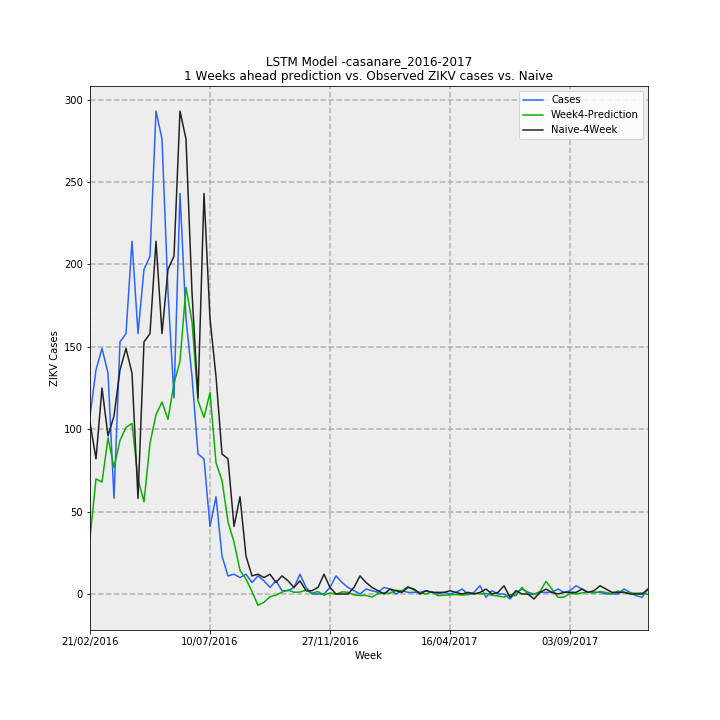 LSTM Model -casanare_2016-2017
1 Weeks ahead prediction vs. Observed ZIKV cases vs. Naive
Cases
Week4-Prediction
Naive-4Week
300
250
200
150
100
50
0
ZIKV Cases
21/02/2016
10/07/2016
27/11/2016
16/04/2017
03/09/2017
Week